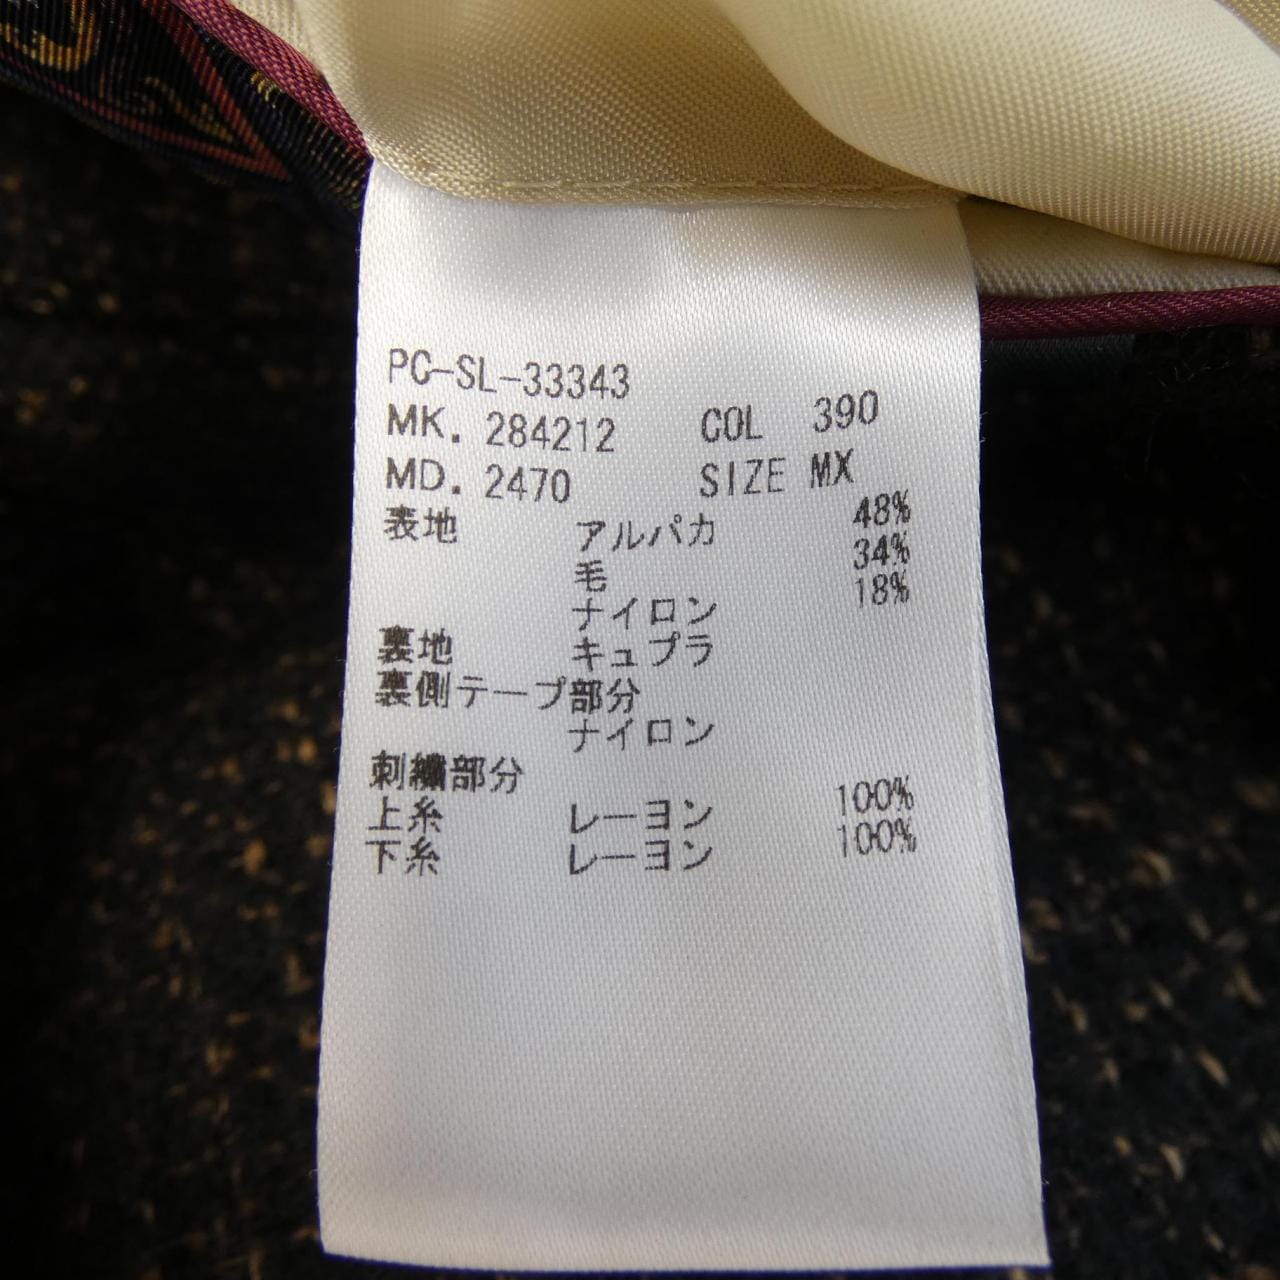 PC-SL-33343
MK. 284212 COL 390
MD. 2470 SIZE MX
表地 アルパカ 48%
毛 34%
ナイロン 18%
裏地 キュプラ
裏側テープ部分
ナイロン
刺繍部分
上糸 レーヨン 100%
下糸 レーヨン 100%